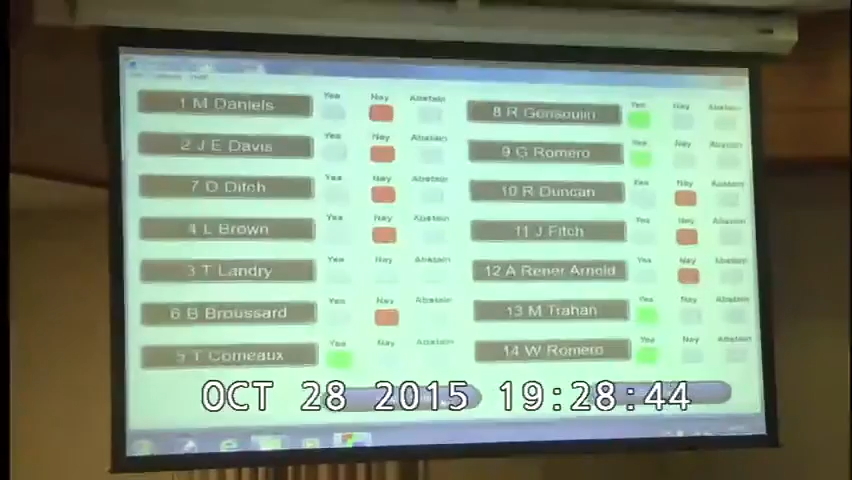 Yea Nay Abstain
1 M Daniels
Yea Nay Abstain
2 J E Davis
Yea Nay Abstain
7 D Ditch
Yea Nay Abstain
4 L Brown
Yea Nay Abstain
3 T Landry
Yea Nay Abstain
6 B Broussard
Yea Nay Abstain
5 T Comeaux
Yea Nay Abstain
8 R Gonsoulin
Yea Nay Abstain
9 G Romero
Yea Nay Abstain
10 R Duncan
Yea Nay Abstain
11 J Fitch
Yea Nay Abstain
12 A Rener Arnold
Yea Nay Abstain
13 M Trahan
Yea Nay Abstain
14 W Romero
OCT 28 2015 19:28:44